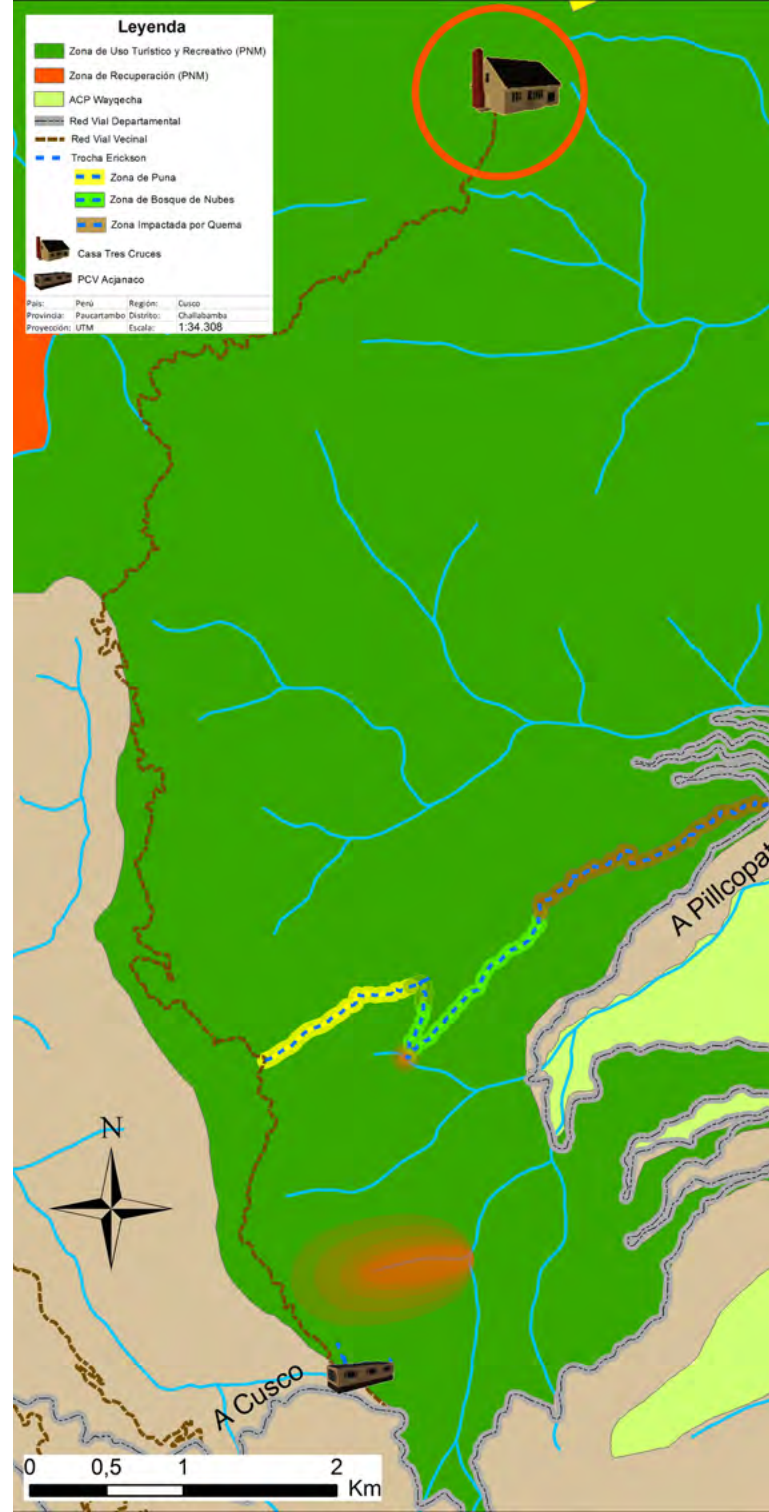 Leyenda
Zona de Uso Turístico y Recreativo (PNM)
Zona de Recuperación (PNM)
ACP Wayqecha
Red Vial Departamental
Red Vial Vecinal
Trocha Erickson
Zona de Puna
Zona de Bosque de Nubes
Zona Impactada por Quema
Casa Tres Cruces
PCV Acjanaco
País: Perú Región: Cusco
Provincia: Paucartambo Distrito: Challabamba
Proyección: UTM Escala: 1:34.308
A Pillcopat
N
A Cusco
0 0,5 1 2
Km